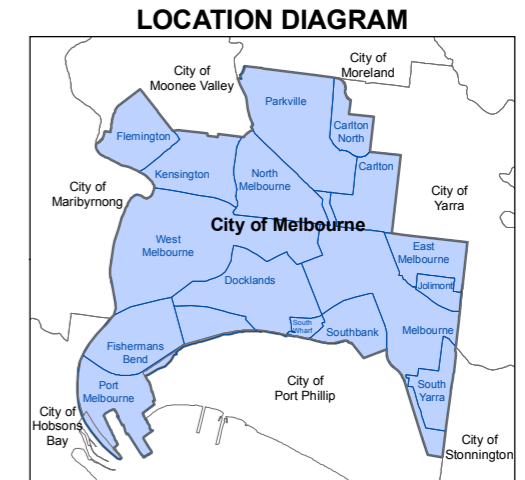 LOCATION DIAGRAM
City of
Moonee Valley
City of
Moreland
Parkville
Flemington
Carlton
North
Kensington
North
Melbourne
Carlton
City of
Maribyrnong
City of
Yarra
City of Melbourne
West
Melbourne
East
Melbourne
Docklands
Jolimont
South
Wharf
Southbank
Melbourne
Fishermans
Bend
Port
Melbourne
City of
Port Phillip
South
Yarra
City of
Hobsons
Bay
City of
Stonnington